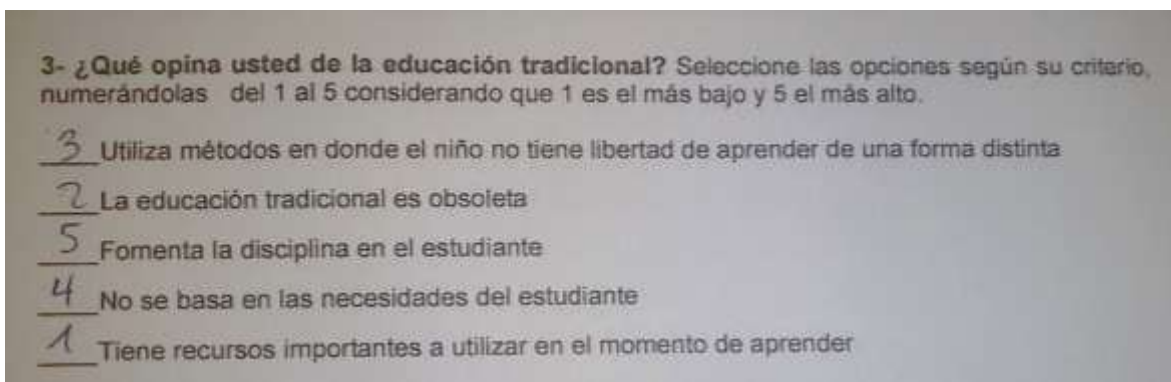 3- ¿Qué opina usted de la educación tradicional? Seleccione las opciones según su criterio,
numerándolas del 1 al 5 considerando que 1 es el más bajo y 5 el más alto.
3 Utiliza métodos en donde el niño no tiene libertad de aprender de una forma distinta
2 La educación tradicional es obsoleta
5 Fomenta la disciplina en el estudiante
4 No se basa en las necesidades del estudiante
1 Tiene recursos importantes a utilizar en el momento de aprender